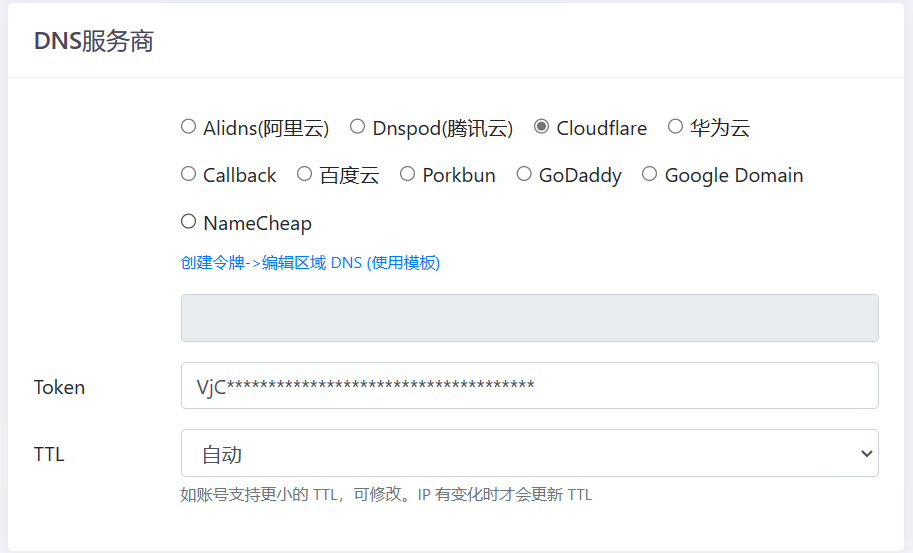 DNS服务商
Alidns(阿里云) Dnspod(腾讯云) Cloudflare 华为云
Callback 百度云 Porkbun GoDaddy Google Domain
NameCheap
创建令牌->编辑区域 DNS (使用模板)
Token VjC*************************************
TTL 自动
如账号支持更小的 TTL，可修改。IP 有变化时才会更新 TTL